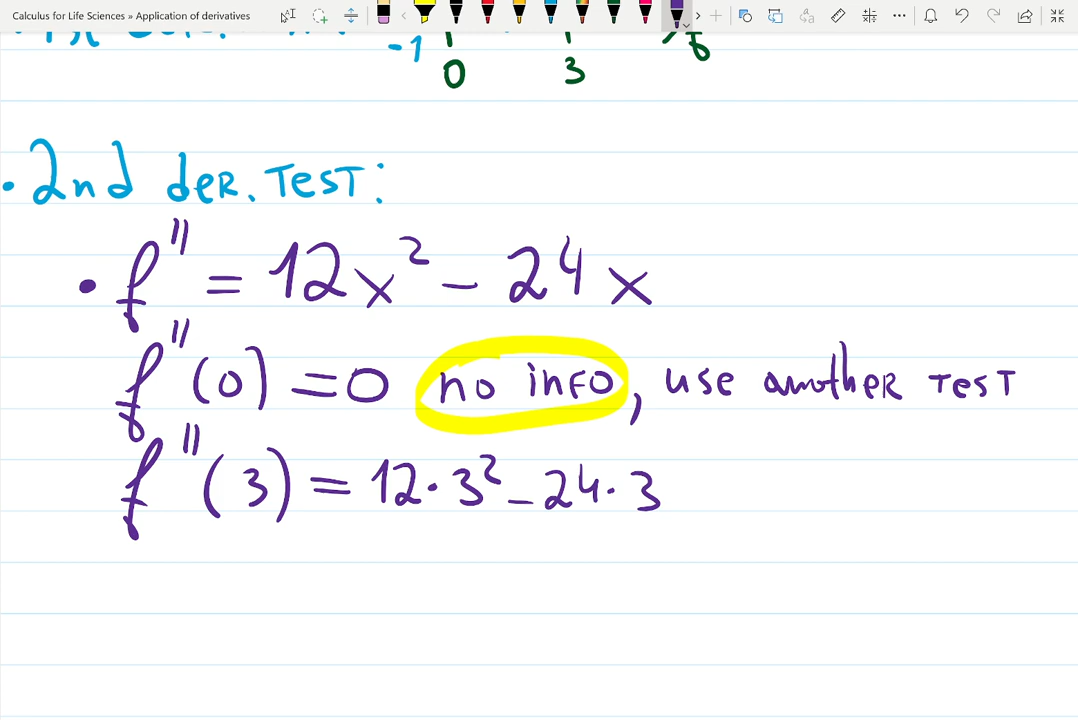 Calculus for Life Sciences » Application of derivatives
-1
0 3
• 2nd deR. TEST:
• f'' = 12x² - 24x
f''(0) = 0 no info, use another TEST
f''(3) = 12·3² - 24·3